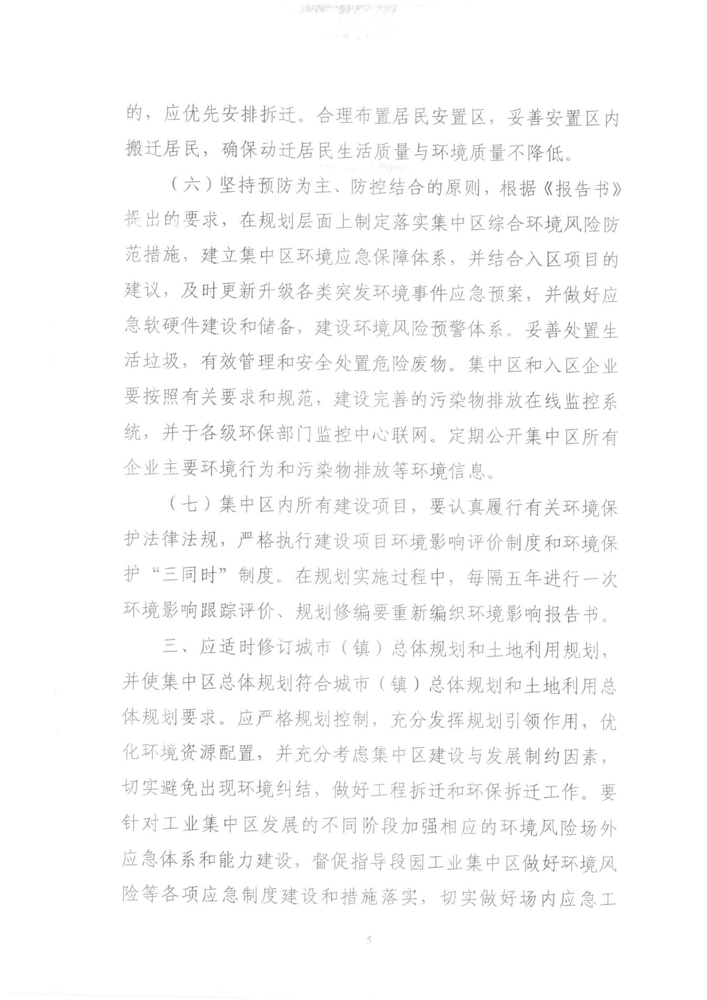 的，应优先安排拆迁。合理布置居民安置区，妥善安置区内
搬迁居民，确保动迁居民生活质量与环境质量不降低。
（六）坚持预防为主、防控结合的原则，根据《报告书》
提出的要求，在规划层面上制定落实集中区综合环境风险防
范措施，建立集中区环境应急保障体系，并结合入区项目的
建议，及时更新升级各类突发环境事件应急预案，并做好应
急软硬件建设和储备，建设环境风险预警体系。妥善处置生
活垃圾，有效管理和安全处置危险废物。集中区和入区企业
要按照有关要求和规范，建设完善的污染物排放在线监控系
统，并于各级环保部门监控中心联网。定期公开集中区所有
企业主要环境行为和污染物排放等环境信息。
（七）集中区内所有建设项目，要认真履行有关环境保
护法律法规，严格执行建设项目环境影响评价制度和环境保
护“三同时”制度。在规划实施过程中，每隔五年进行一次
环境影响跟踪评价、规划修编要重新编织环境影响报告书。
三、应适时修订城市（镇）总体规划和土地利用规划，
并使集中区总体规划符合城市（镇）总体规划和土地利用总
体规划要求。应严格规划控制，充分发挥规划引领作用，优
化环境资源配置，并充分考虑集中区建设与发展制约因素，
切实避免出现环境纠结，做好工程拆迁和环保拆迁工作。要
针对工业集中区发展的不同阶段加强相应的环境风险场外
应急体系和能力建设，督促指导段园工业集中区做好环境风
险等各项应急制度建设和措施落实，切实做好场内应急工
5